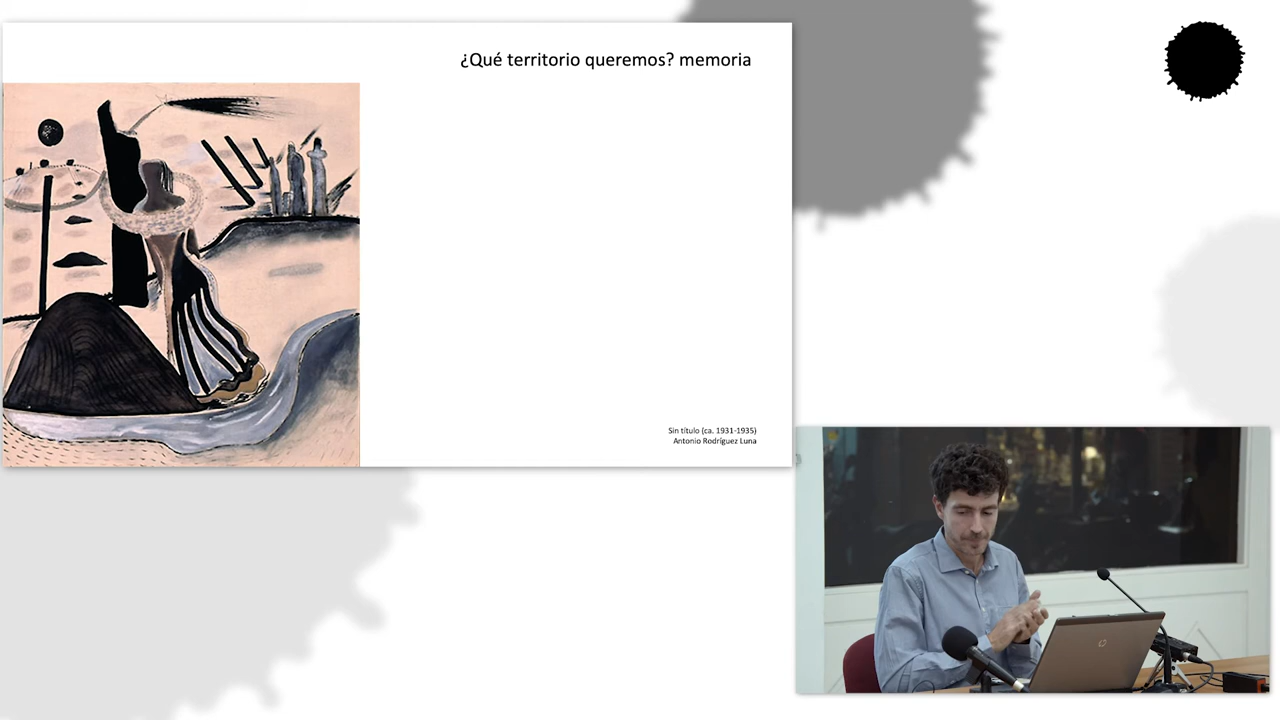 ¿Qué territorio queremos? memoria
Sin título (ca. 1931-1935)
Antonio Rodríguez Luna